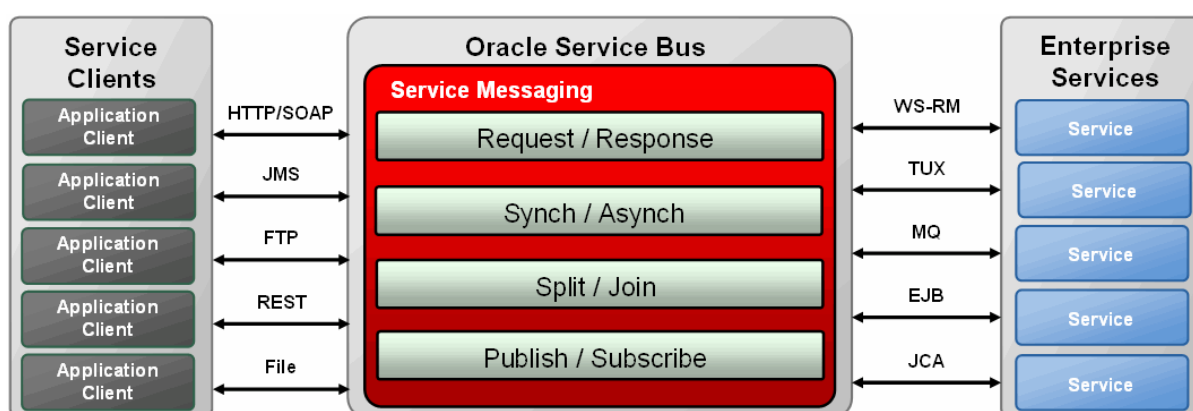 Service
Clients
Application
Client
Application
Client
Application
Client
Application
Client
Application
Client
HTTP/SOAP
JMS
FTP
REST
File
Oracle Service Bus
Service Messaging
Request / Response
Synch / Asynch
Split / Join
Publish / Subscribe
WS-RM
TUX
MQ
EJB
JCA
Enterprise
Services
Service
Service
Service
Service
Service